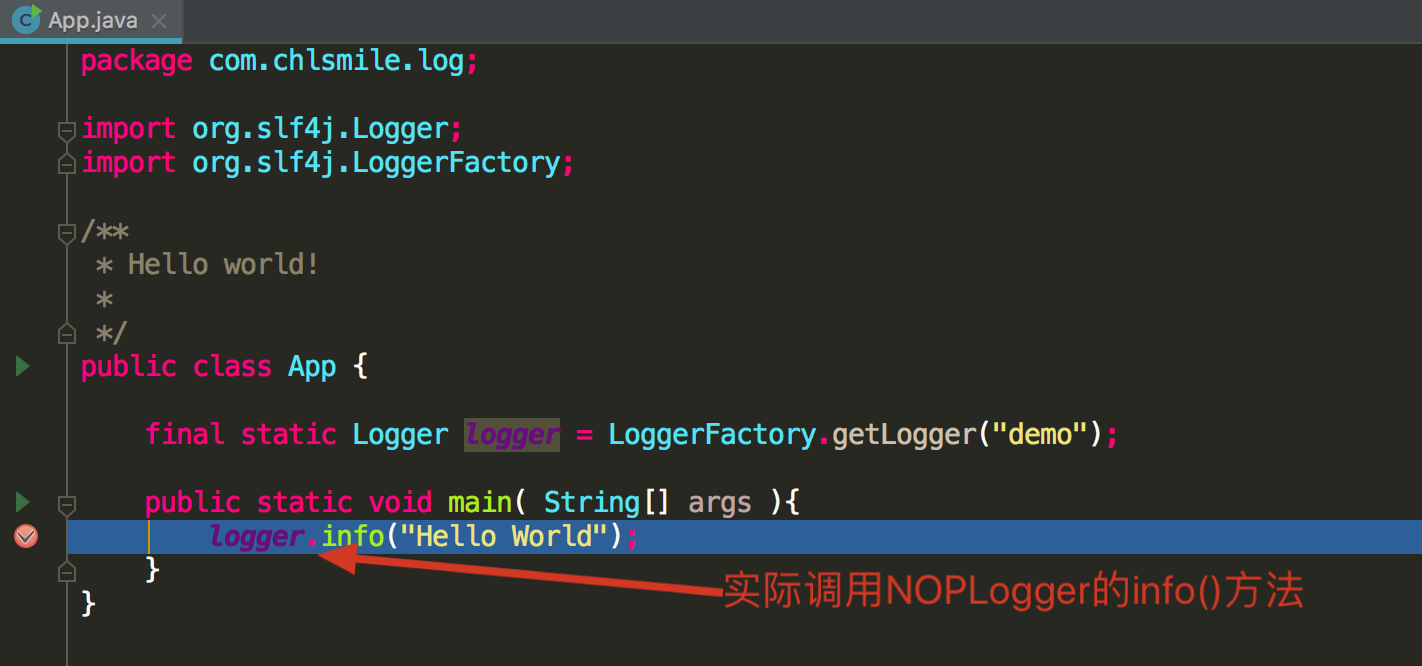 App.java
package com.chlsmile.log;
import org.slf4j.Logger;
import org.slf4j.LoggerFactory;
/**
 * Hello world!
 *
 */
public class App {
    final static Logger logger = LoggerFactory.getLogger("demo");
    public static void main( String[] args ){
        logger.info("Hello World");
    }
实际调用NOPLogger的info()方法
}